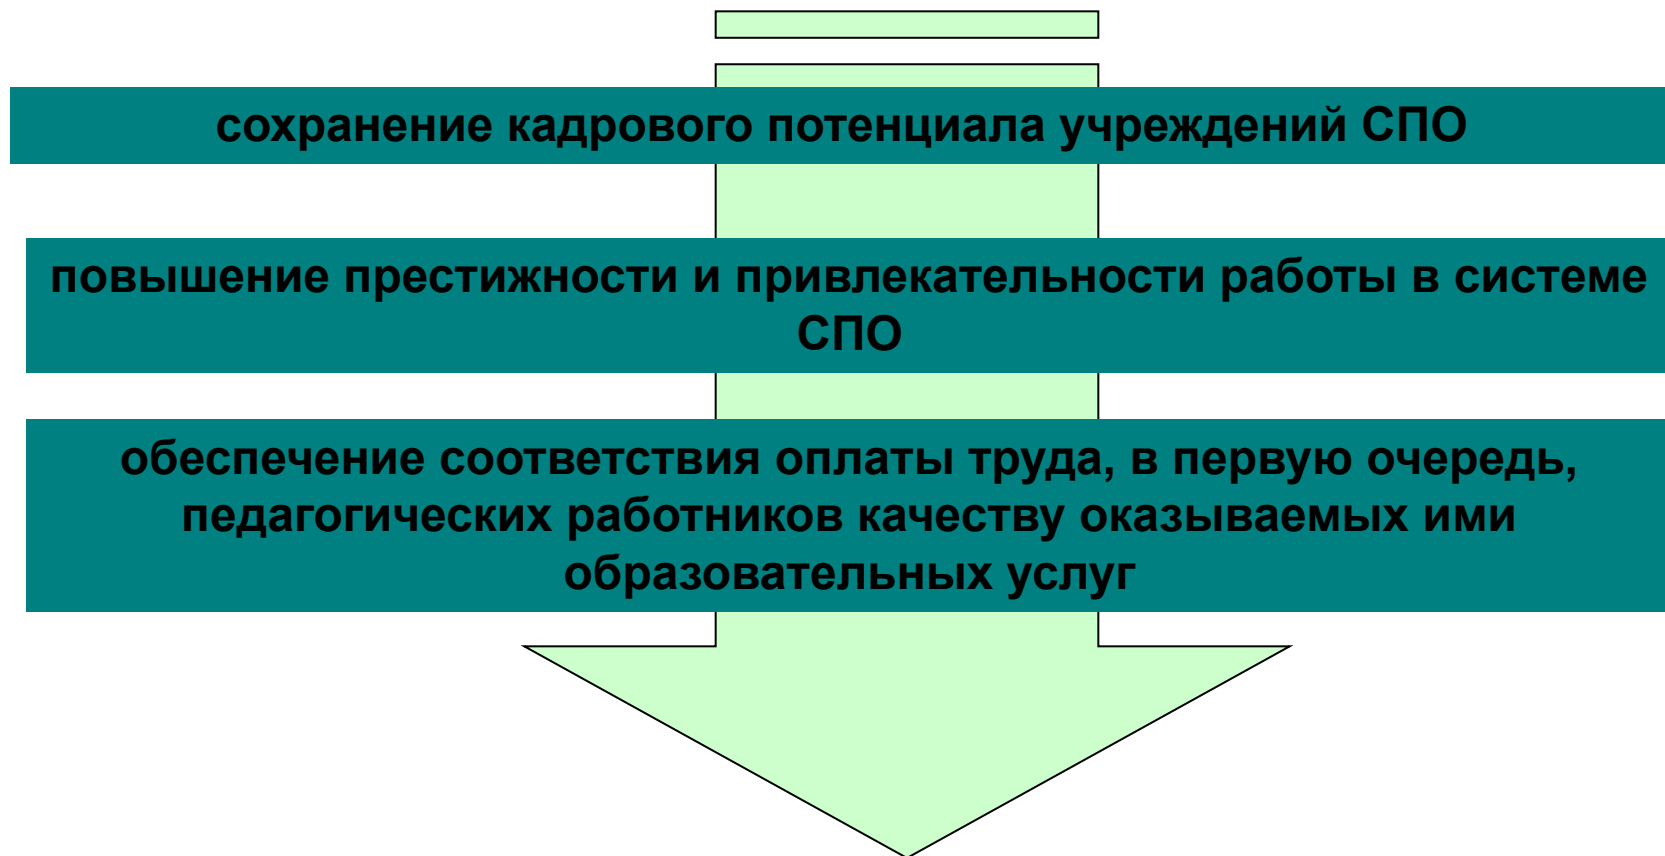 сохранение кадрового потенциала учреждений СПО
повышение престижности и привлекательности работы в системе
СПО
обеспечение соответствия оплаты труда, в первую очередь,
педагогических работников качеству оказываемых ими
образовательных услуг